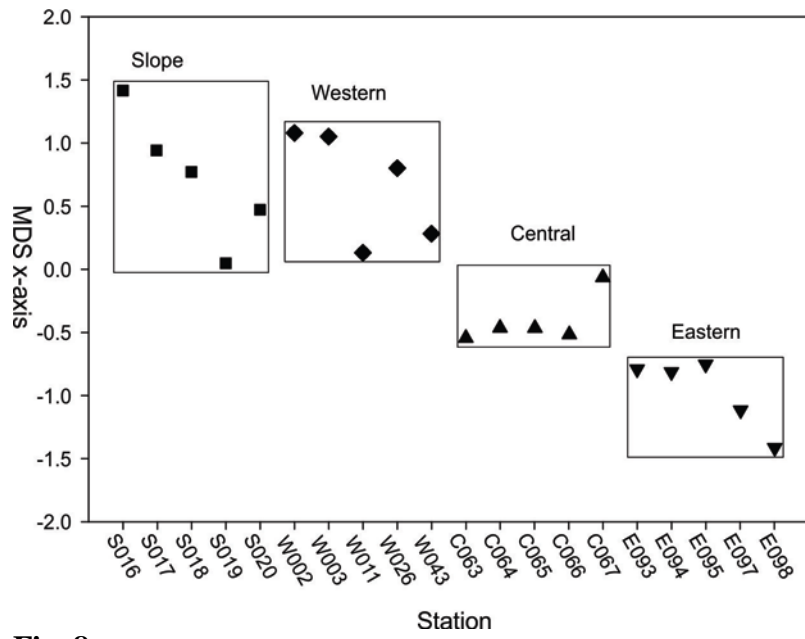 2.0
Slope
1.5
Western
1.0
0.5
Central
0.0
-0.5
Eastern
-1.0
-1.5
-2.0
MDS x-axis
S016
S017
S018
S019
S020
W002
W003
W011
W026
W043
C063
C064
C065
C066
C067
E093
E094
E095
E097
E098
Station